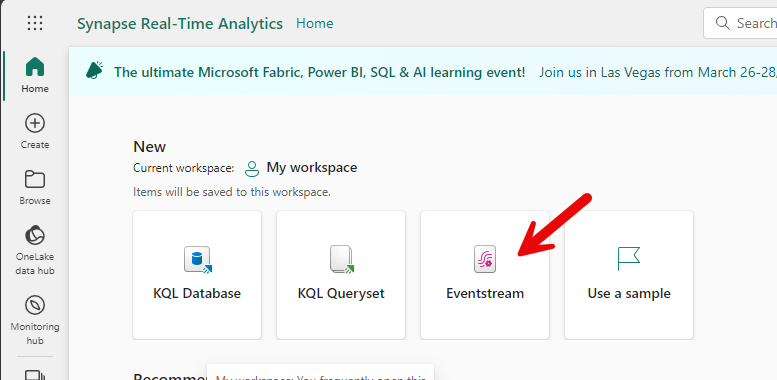 Synapse Real-Time Analytics Home
Search
The ultimate Microsoft Fabric, Power BI, SQL & AI learning event! Join us in Las Vegas from March 26-28,
Home
Create
Browse
OneLake
data hub
Monitoring
hub
New
Current workspace: My workspace
Items will be saved to this workspace.
KQL Database
KQL Queryset
Eventstream
Use a sample
Recomme
My workspace: You frequently open this